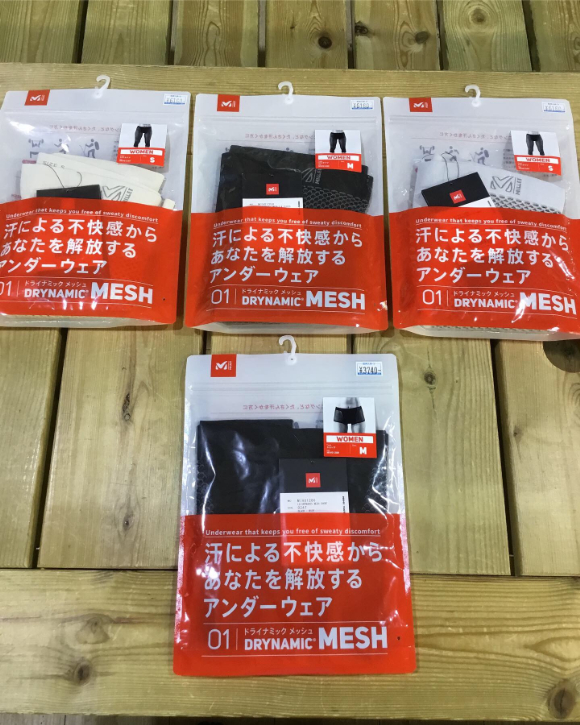 WOMEN
S
Underwear that keeps you free of sweaty discomfort
汗による不快感から
あなたを解放する
アンダーウェア
01
ドライナミック メッシュ
DRYNAMIC® MESH
WOMEN
M
Underwear that keeps you free of sweaty discomfort
汗による不快感から
あなたを解放する
アンダーウェア
01
ドライナミック メッシュ
DRYNAMIC® MESH
WOMEN
S
Underwear that keeps you free of sweaty discomfort
汗による不快感から
あなたを解放する
アンダーウェア
01
ドライナミック メッシュ
DRYNAMIC® MESH
¥3740
WOMEN
M
Underwear that keeps you free of sweaty discomfort
汗による不快感から
あなたを解放する
アンダーウェア
01
ドライナミック メッシュ
DRYNAMIC® MESH